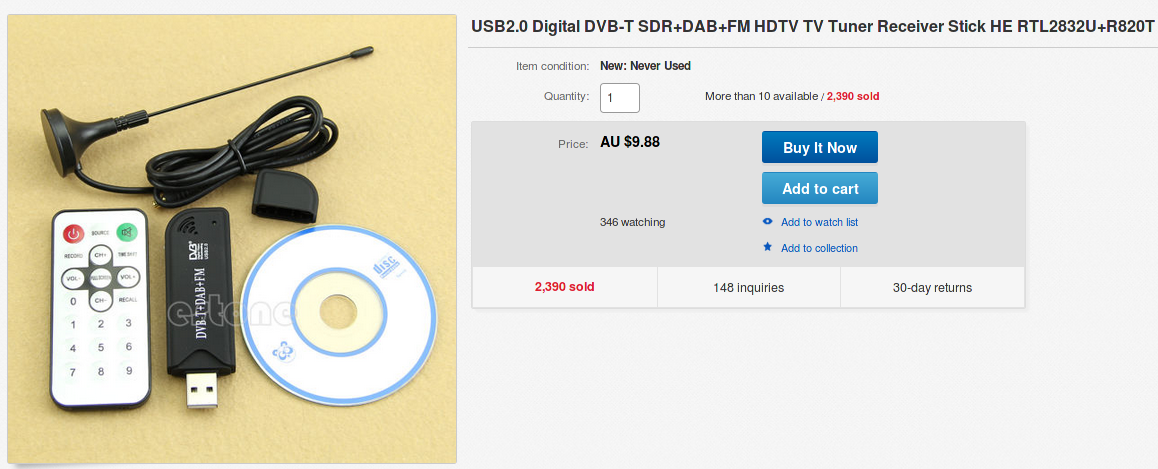 USB2.0 Digital DVB-T SDR+DAB+FM HDTV TV Tuner Receiver Stick HE RTL2832U+R820T
Item condition: New: Never Used
Quantity: 1 More than 10 available / 2,390 sold
Price: AU $9.88 Buy It Now
Add to cart
346 watching Add to watch list
Add to collection
2,390 sold 148 inquiries 30-day returns
SOURCE
RECORD CH+ TIME SHIFT
VOL- VOL+
0 CH- RECALL
1 2 3
4 5 6
7 8 9
DVB
USB2.0
DVB-T+DAB+FM
disc